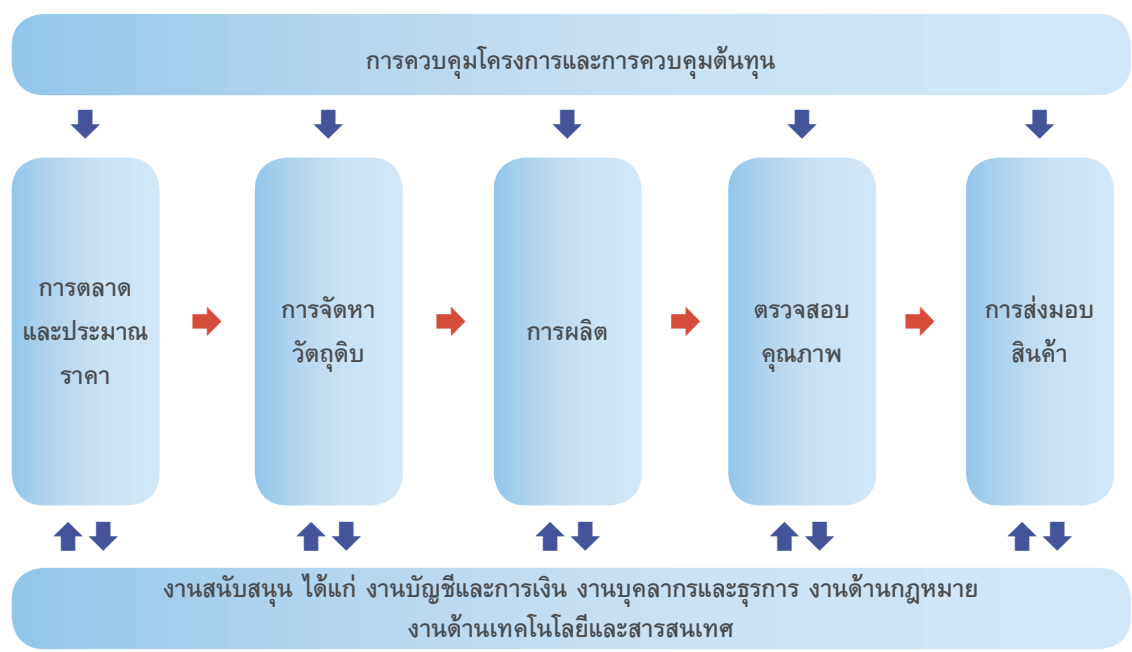 การควบคุมโครงการและการควบคุมต้นทุน
การตลาด
และประมาณ
ราคา
การจัดหา
วัตถุดิบ
การผลิต
ตรวจสอบ
คุณภาพ
การส่งมอบ
สินค้า
งานสนับสนุน ได้แก่ งานบัญชีและการเงิน งานบุคลากรและธุรการ งานด้านกฎหมาย
งานด้านเทคโนโลยีและสารสนเทศ